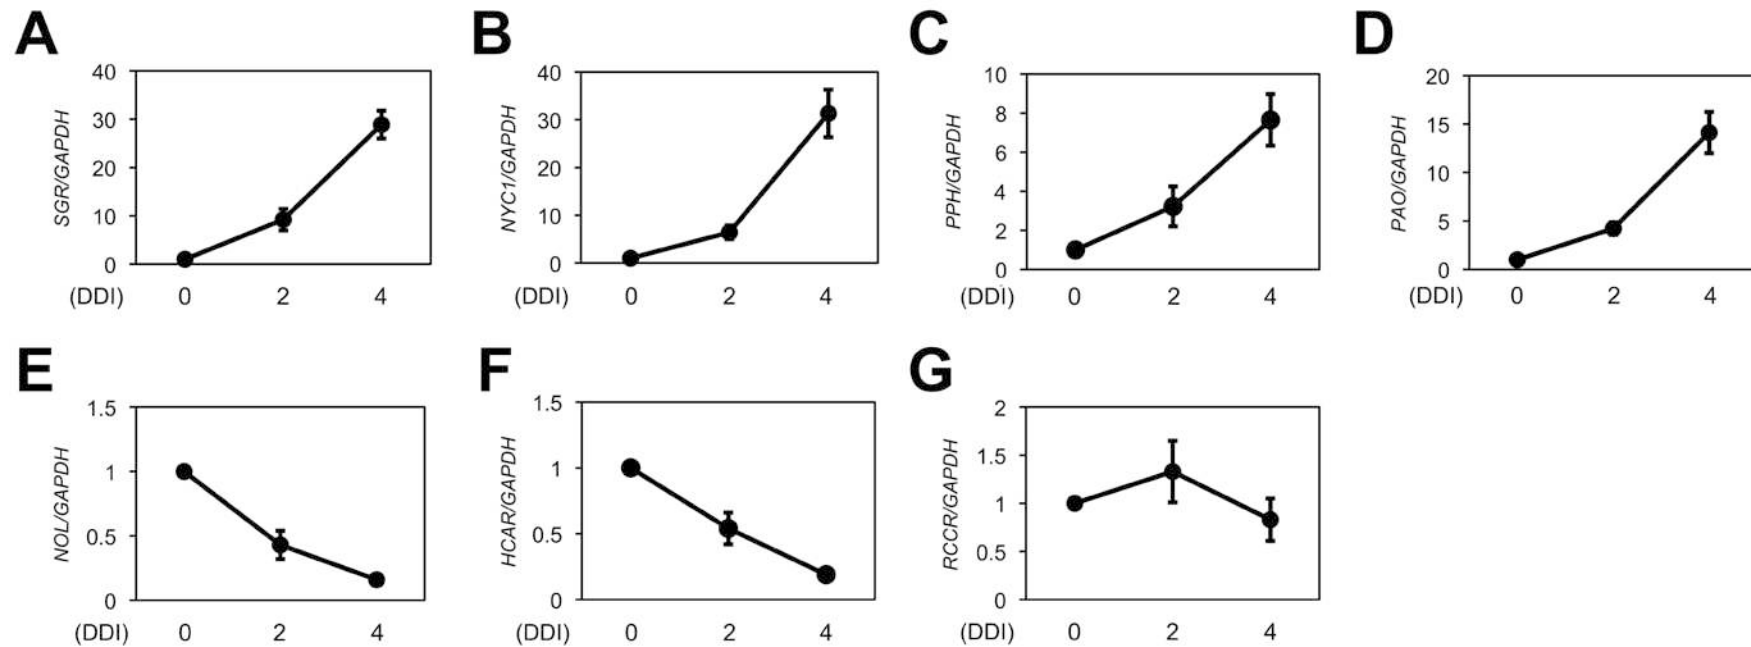 A
SGR/GAPDH
40
30
20
10
0
(DDI) 0 2 4
B
NYC1/GAPDH
40
30
20
10
0
(DDI) 0 2 4
C
PPH/GAPDH
10
8
6
4
2
0
(DDI) 0 2 4
D
PAO/GAPDH
20
15
10
5
0
(DDI) 0 2 4
E
NOL/GAPDH
1.5
1
0.5
0
(DDI) 0 2 4
F
HCAR/GAPDH
1.5
1
0.5
0
(DDI) 0 2 4
G
RCCR/GAPDH
2
1.5
1
0.5
0
(DDI) 0 2 4